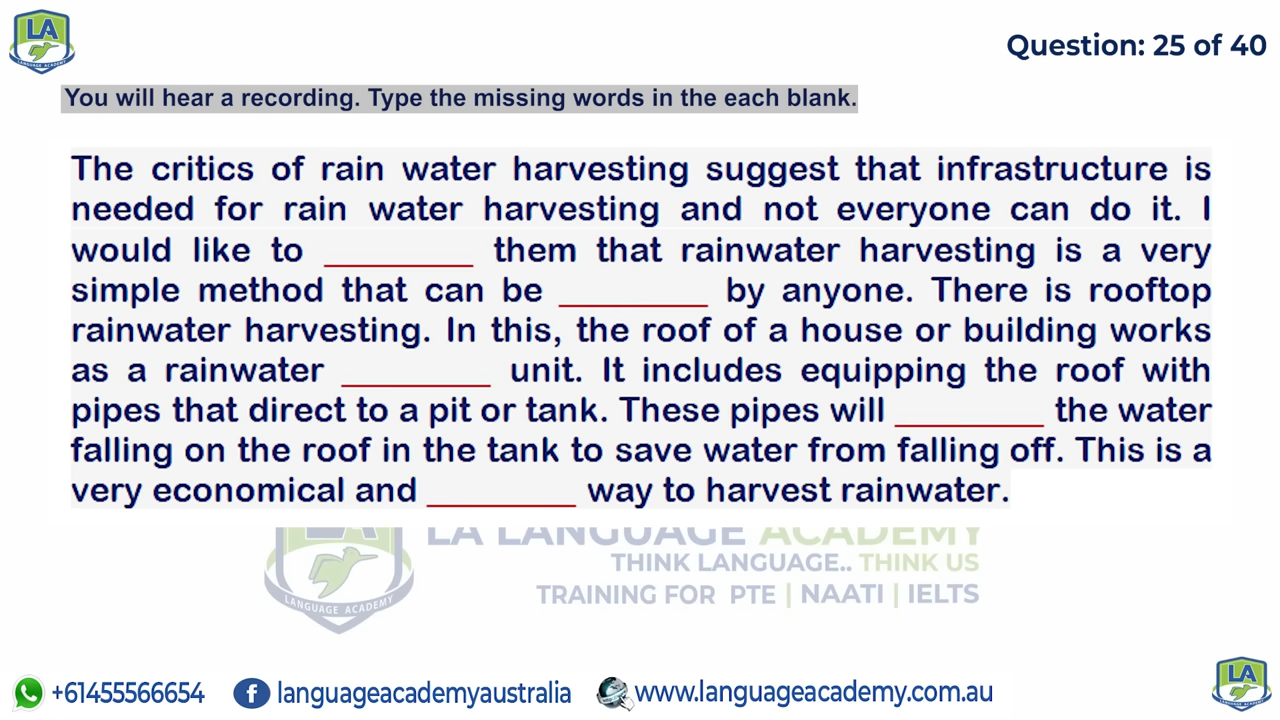 LA
LANGUAGE ACADEMY
Question: 25 of 40
You will hear a recording. Type the missing words in the each blank.
The critics of rain water harvesting suggest that infrastructure is
needed for rain water harvesting and not everyone can do it. I
would like to ________ them that rainwater harvesting is a very
simple method that can be ________ by anyone. There is rooftop
rainwater harvesting. In this, the roof of a house or building works
as a rainwater ________ unit. It includes equipping the roof with
pipes that direct to a pit or tank. These pipes will ________ the water
falling on the roof in the tank to save water from falling off. This is a
very economical and ________ way to harvest rainwater.
LA LANGUAGE ACADEMY
THINK LANGUAGE.. THINK US
TRAINING FOR PTE | NAATI | IELTS
LANGUAGE ACADEMY
+61455566654
languageacademyaustralia
www.languageacademy.com.au
LA